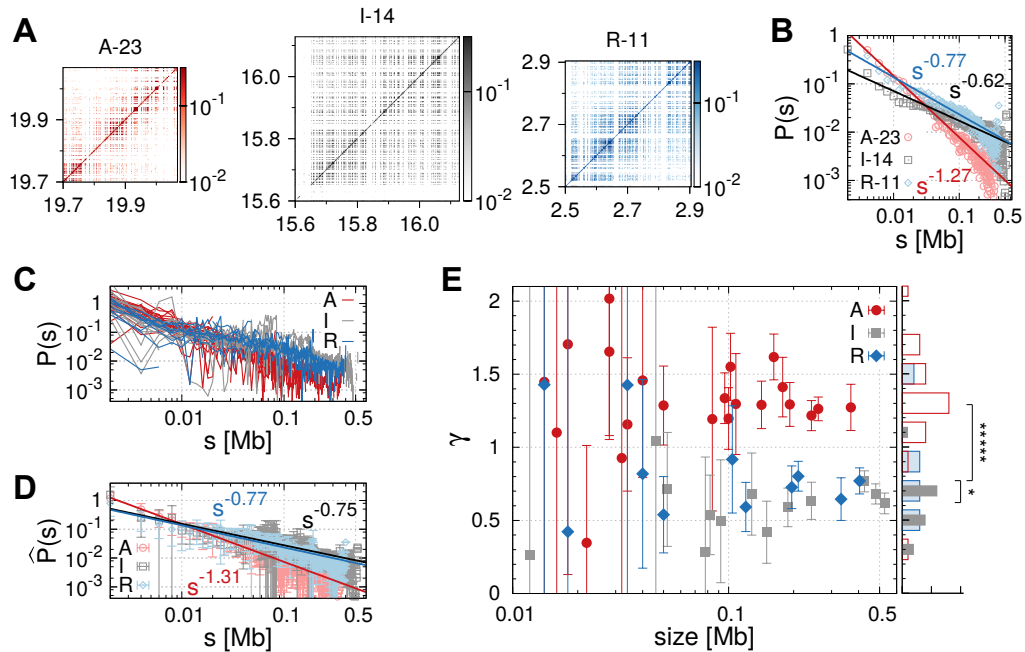 A
A-23
19.9
19.7
19.7 19.9
10^-1
10^-2
I-14
16.0
15.8
15.6
15.6 15.8 16.0
10^-1
10^-2
R-11
2.9
2.7
2.5
2.5 2.7 2.9
10^-1
10^-2
B
P(s)
1
10^-1
10^-2
10^-3
s^-0.77
s^-0.62
A-23
I-14
R-11
s^-1.27
0.01 0.1 0.5
s [Mb]
C
P(s)
1
10^-1
10^-2
10^-3
A
I
R
0.01 0.1 0.5
s [Mb]
D
P̂(s)
1
10^-1
10^-2
10^-3
s^-0.77
s^-0.75
A
I
R
s^-1.31
0.01 0.1 0.5
s [Mb]
E
γ
2
1.5
1
0.5
0
A
I
R
0.01 0.1 0.5
size [Mb]
*****
*